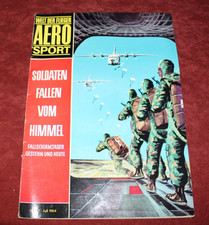 WELT DER FLIEGER
AERO
SPORT
SOLDATEN
FALLEN
VOM
HIMMEL
FALLSCHIRMJÄGER
GESTERN UND HEUTE
Juli 1964